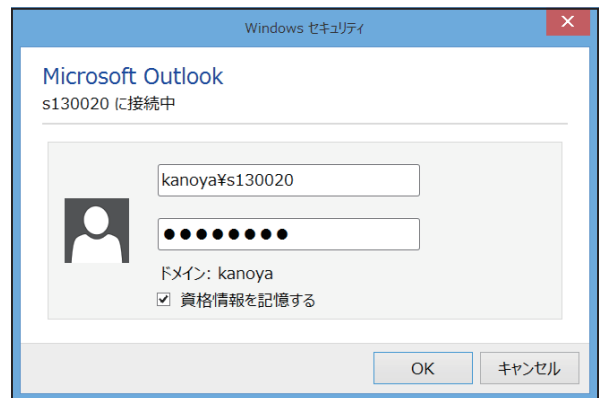 Windows セキュリティ
Microsoft Outlook
s130020 に接続中
kanoya¥s130020
●●●●●●●●
ドメイン: kanoya
資格情報を記憶する
OK キャンセル